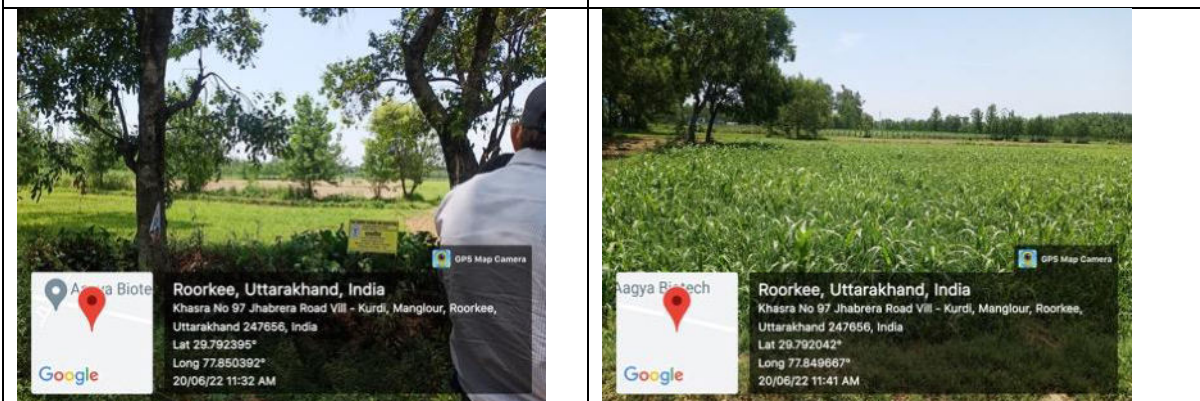 GPS Map Camera
Roorkee, Uttarakhand, India
Khasra No 97 Jhabrera Road Vill - Kurdi, Manglour, Roorkee,
Uttarakhand 247656, India
Lat 29.792395°
Long 77.850392°
20/06/22 11:32 AM
Google
GPS Map Camera
Aagya Biotech
Roorkee, Uttarakhand, India
Khasra No 97 Jhabrera Road Vill - Kurdi, Manglour, Roorkee,
Uttarakhand 247656, India
Lat 29.792042°
Long 77.849667°
20/06/22 11:41 AM
Google